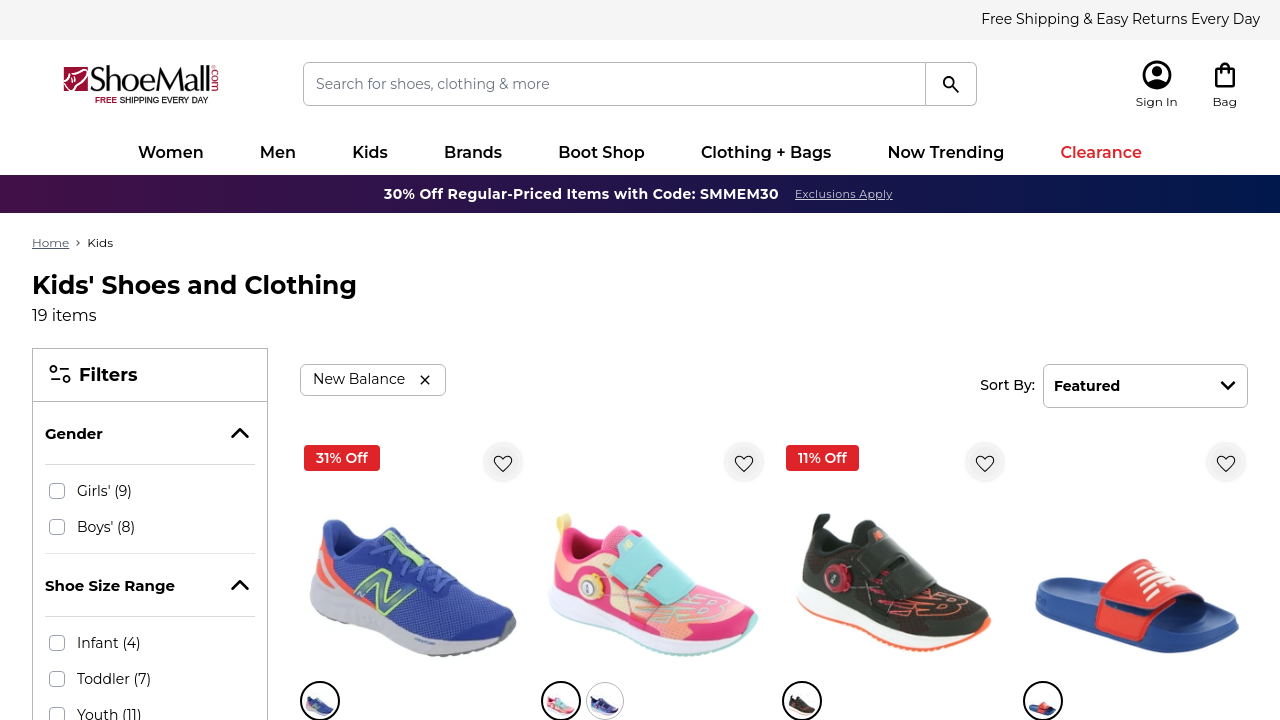 Free Shipping & Easy Returns Every Day
ShoeMall.com
FREE SHIPPING EVERY DAY
Search for shoes, clothing & more
Sign In
Bag
Women
Men
Kids
Brands
Boot Shop
Clothing + Bags
Now Trending
Clearance
30% Off Regular-Priced Items with Code: SMMEM30
Exclusions Apply
Home > Kids
Kids' Shoes and Clothing
19 items
Filters
New Balance
Sort By:
Featured
Gender
Girls' (9)
Boys' (8)
Shoe Size Range
Infant (4)
Toddler (7)
Youth (11)
31% Off
11% Off